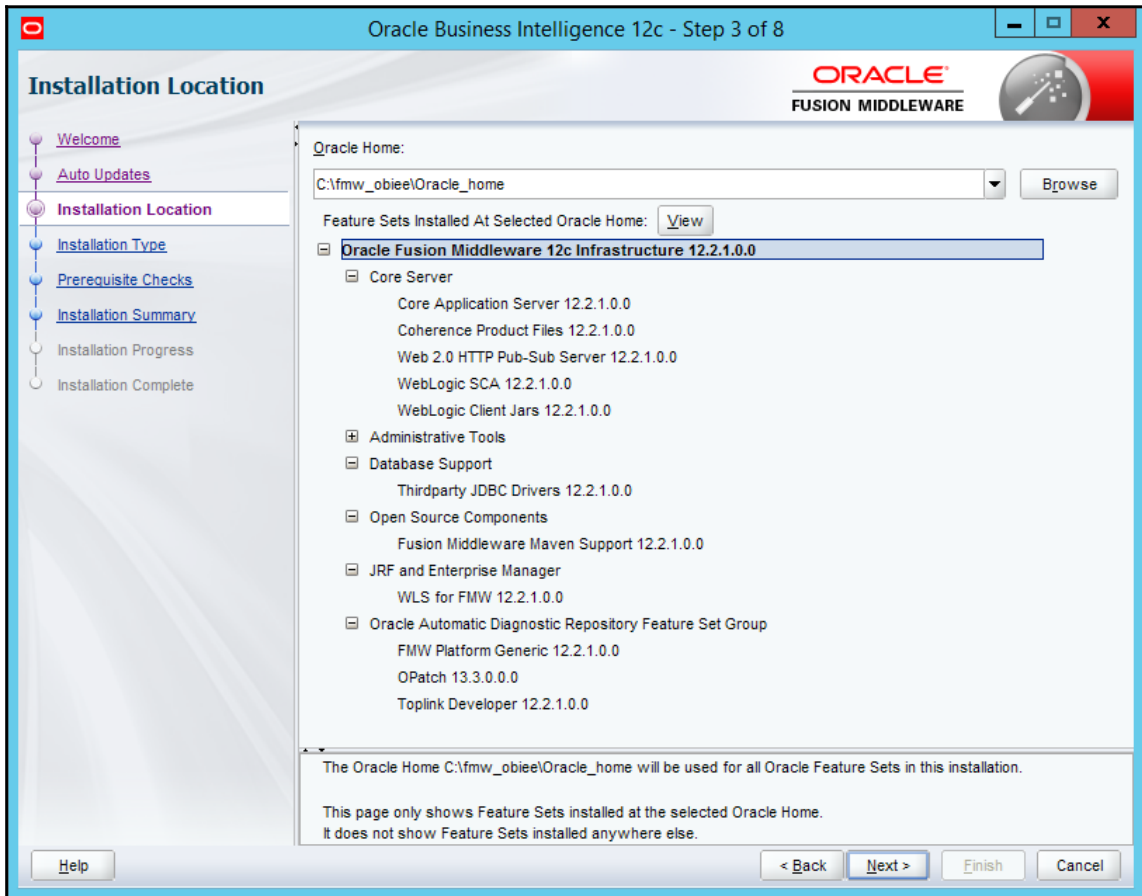 Oracle Business Intelligence 12c - Step 3 of 8
Installation Location
ORACLE
FUSION MIDDLEWARE
Welcome
Auto Updates
Installation Location
Installation Type
Prerequisite Checks
Installation Summary
Installation Progress
Installation Complete
Oracle Home:
C:\fmw_obiee\Oracle_home
Browse
Feature Sets Installed At Selected Oracle Home: View
Oracle Fusion Middleware 12c Infrastructure 12.2.1.0.0
Core Server
Core Application Server 12.2.1.0.0
Coherence Product Files 12.2.1.0.0
Web 2.0 HTTP Pub-Sub Server 12.2.1.0.0
WebLogic SCA 12.2.1.0.0
WebLogic Client Jars 12.2.1.0.0
Administrative Tools
Database Support
Thirdparty JDBC Drivers 12.2.1.0.0
Open Source Components
Fusion Middleware Maven Support 12.2.1.0.0
JRF and Enterprise Manager
WLS for FMW 12.2.1.0.0
Oracle Automatic Diagnostic Repository Feature Set Group
FMW Platform Generic 12.2.1.0.0
OPatch 13.3.0.0.0
Toplink Developer 12.2.1.0.0
The Oracle Home C:\fmw_obiee\Oracle_home will be used for all Oracle Feature Sets in this installation.
This page only shows Feature Sets installed at the selected Oracle Home.
It does not show Feature Sets installed anywhere else.
Help
< Back
Next >
Finish
Cancel